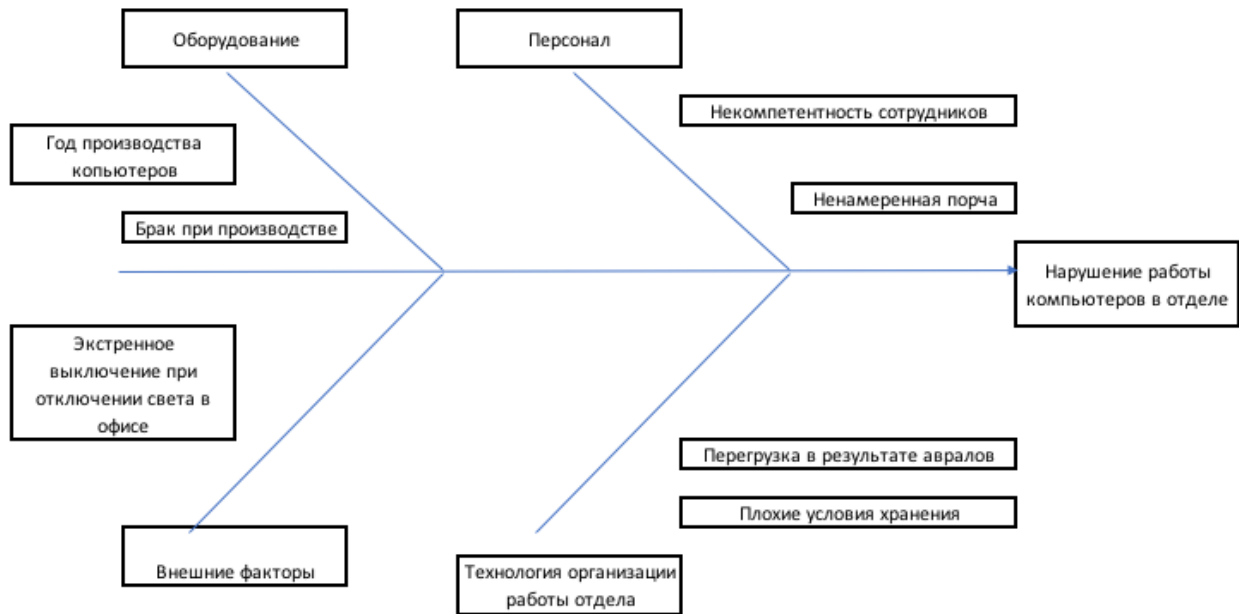 Оборудование
Персонал
Некомпетентность сотрудников
Год производства
копьютеров
Ненамеренная порча
Брак при производстве
Нарушение работы
компьютеров в отделе
Экстренное
выключение при
отключении света в
офисе
Перегрузка в результате авралов
Плохие условия хранения
Внешние факторы
Технология организации
работы отдела